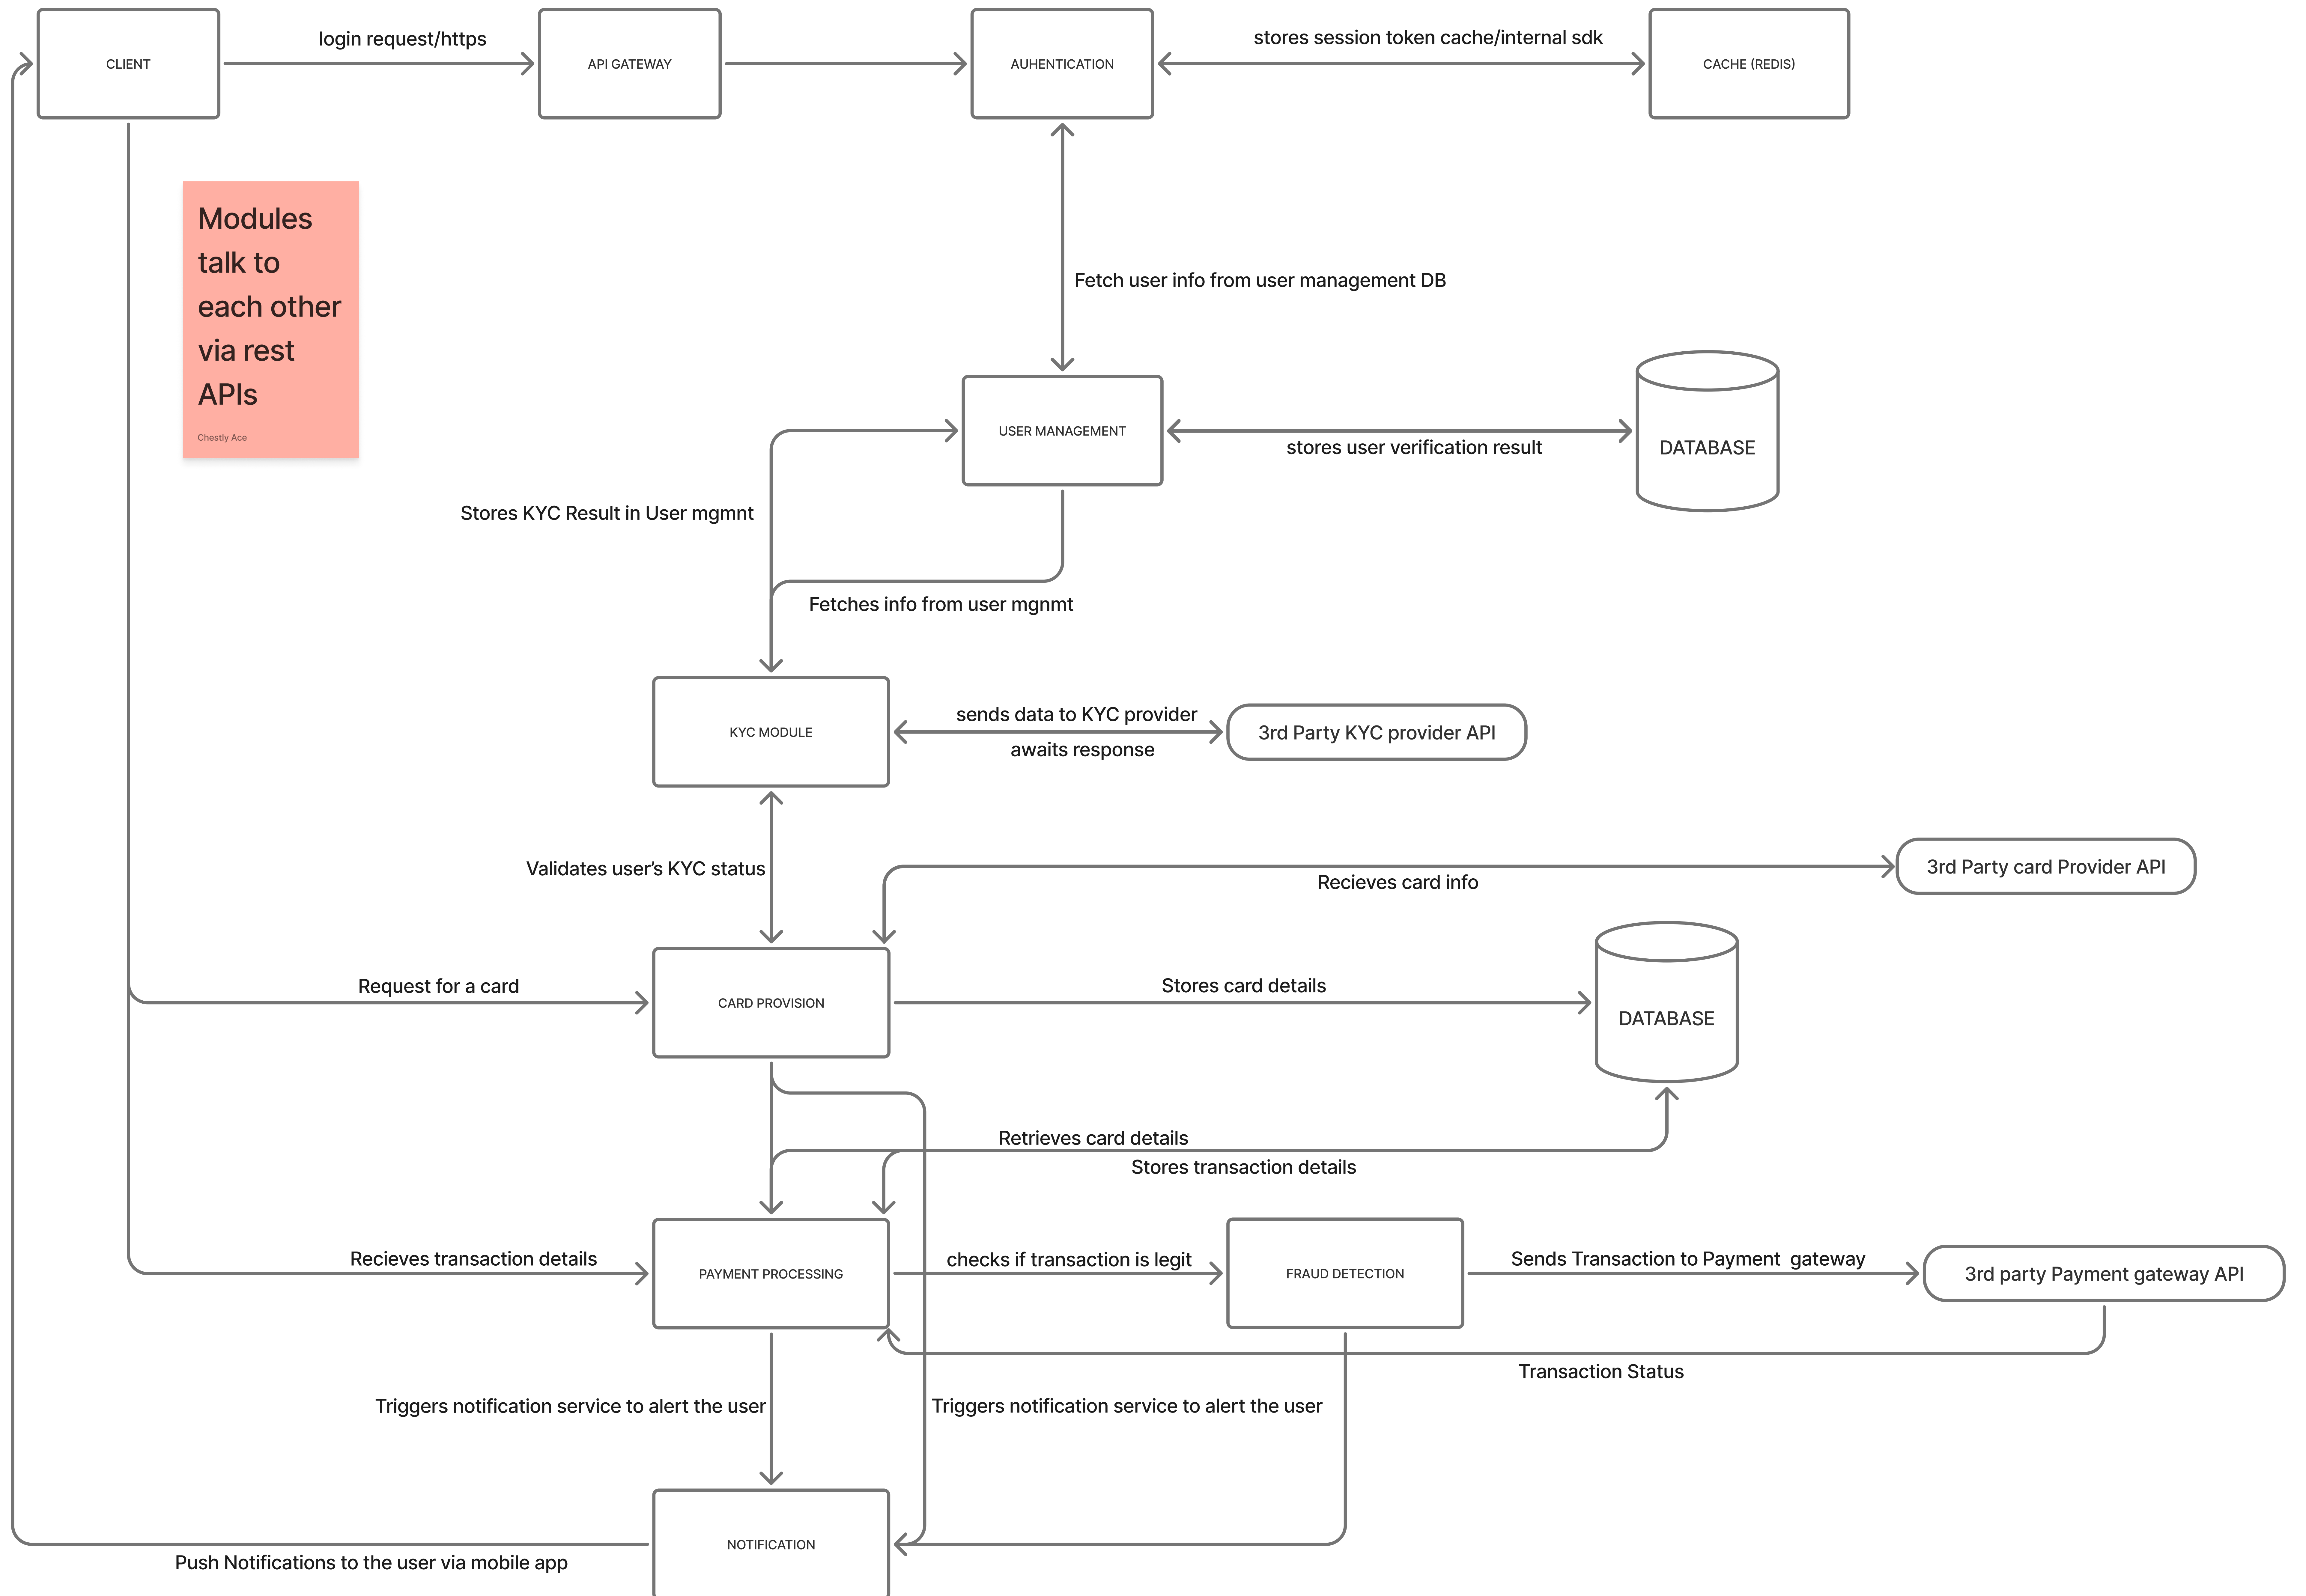 login request/https
stores session token cache/internal sdk
CLIENT
API GATEWAY
AUHENTICATION
CACHE (REDIS)
Modules
talk to
each other
via rest
APIs
Chestly Ace
Fetch user info from user management DB
USER MANAGEMENT
stores user verification result
DATABASE
Stores KYC Result in User mgmnt
Fetches info from user mgnmt
KYC MODULE
sends data to KYC provider
awaits response
3rd Party KYC provider API
Validates user’s KYC status
Recieves card info
3rd Party card Provider API
Request for a card
CARD PROVISION
Stores card details
DATABASE
Retrieves card details
Stores transaction details
Recieves transaction details
PAYMENT PROCESSING
checks if transaction is legit
FRAUD DETECTION
Sends Transaction to Payment  gateway
3rd party Payment gateway API
Transaction Status
Triggers notification service to alert the user
Triggers notification service to alert the user
NOTIFICATION
Push Notifications to the user via mobile app